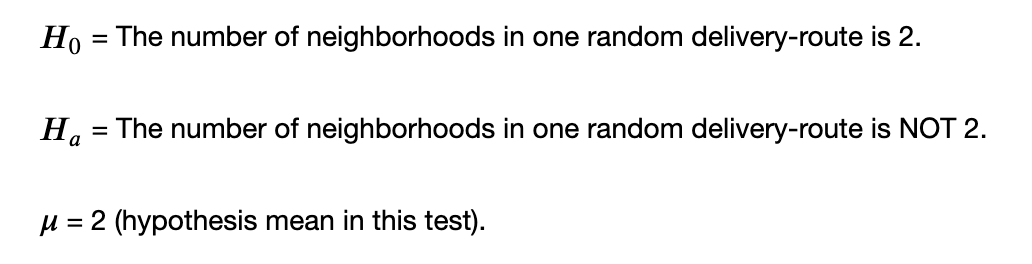 H₀ = The number of neighborhoods in one random delivery-route is 2.
Hₐ = The number of neighborhoods in one random delivery-route is NOT 2.
μ = 2 (hypothesis mean in this test).